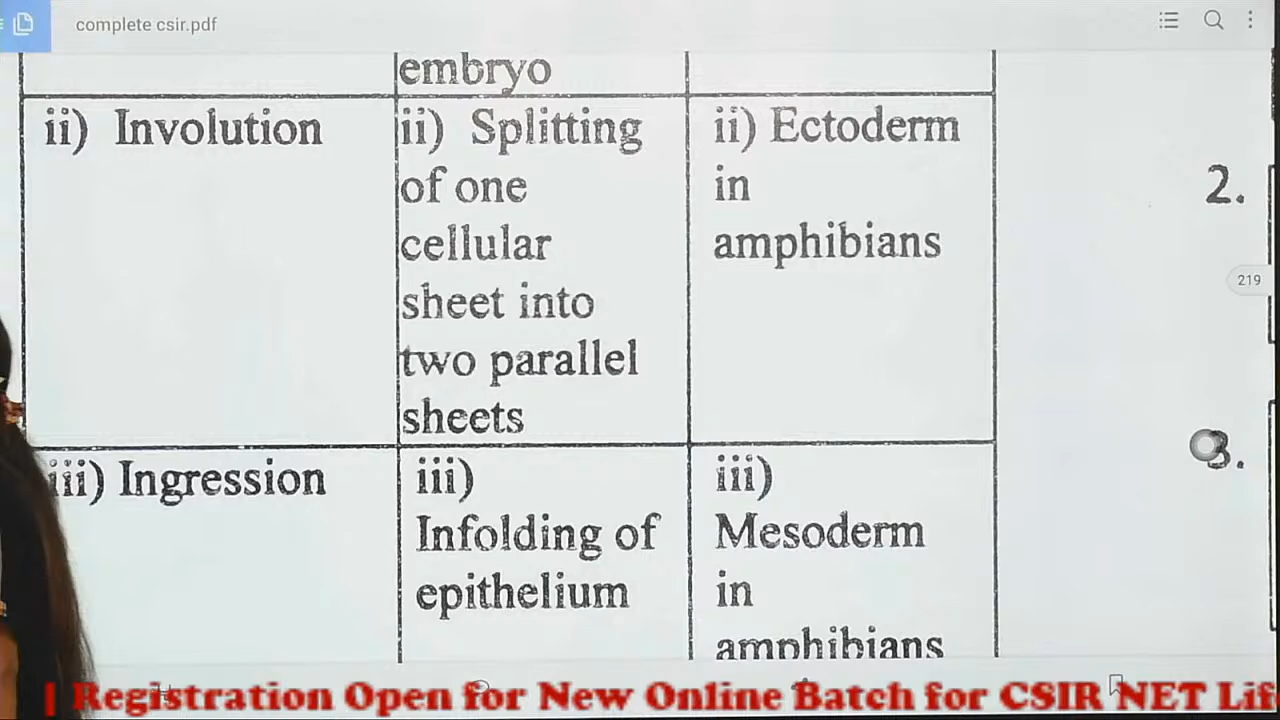 complete csir.pdf
embryo
ii) Involution
ii) Splitting
of one
cellular
sheet into
two parallel
sheets
ii) Ectoderm
in
amphibians
iii) Ingression
iii)
Infolding of
epithelium
iii)
Mesoderm
in
amphibians
2.
219
3.
| Registration Open for New Online Batch for CSIR NET Lif